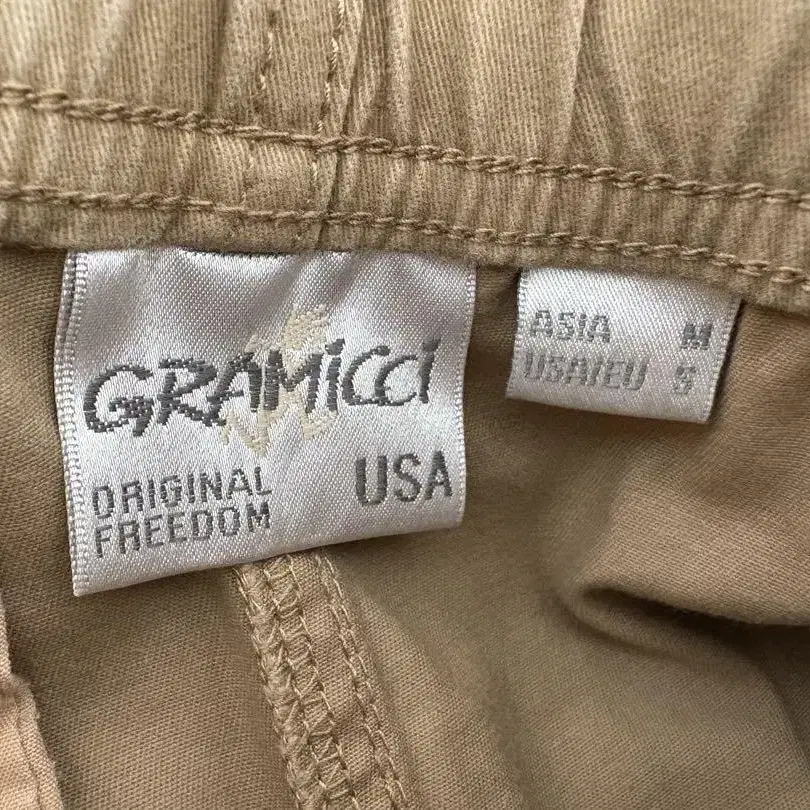 GRAMiCCi
ORIGINAL
FREEDOM
USA
ASIA M
USA/EU S